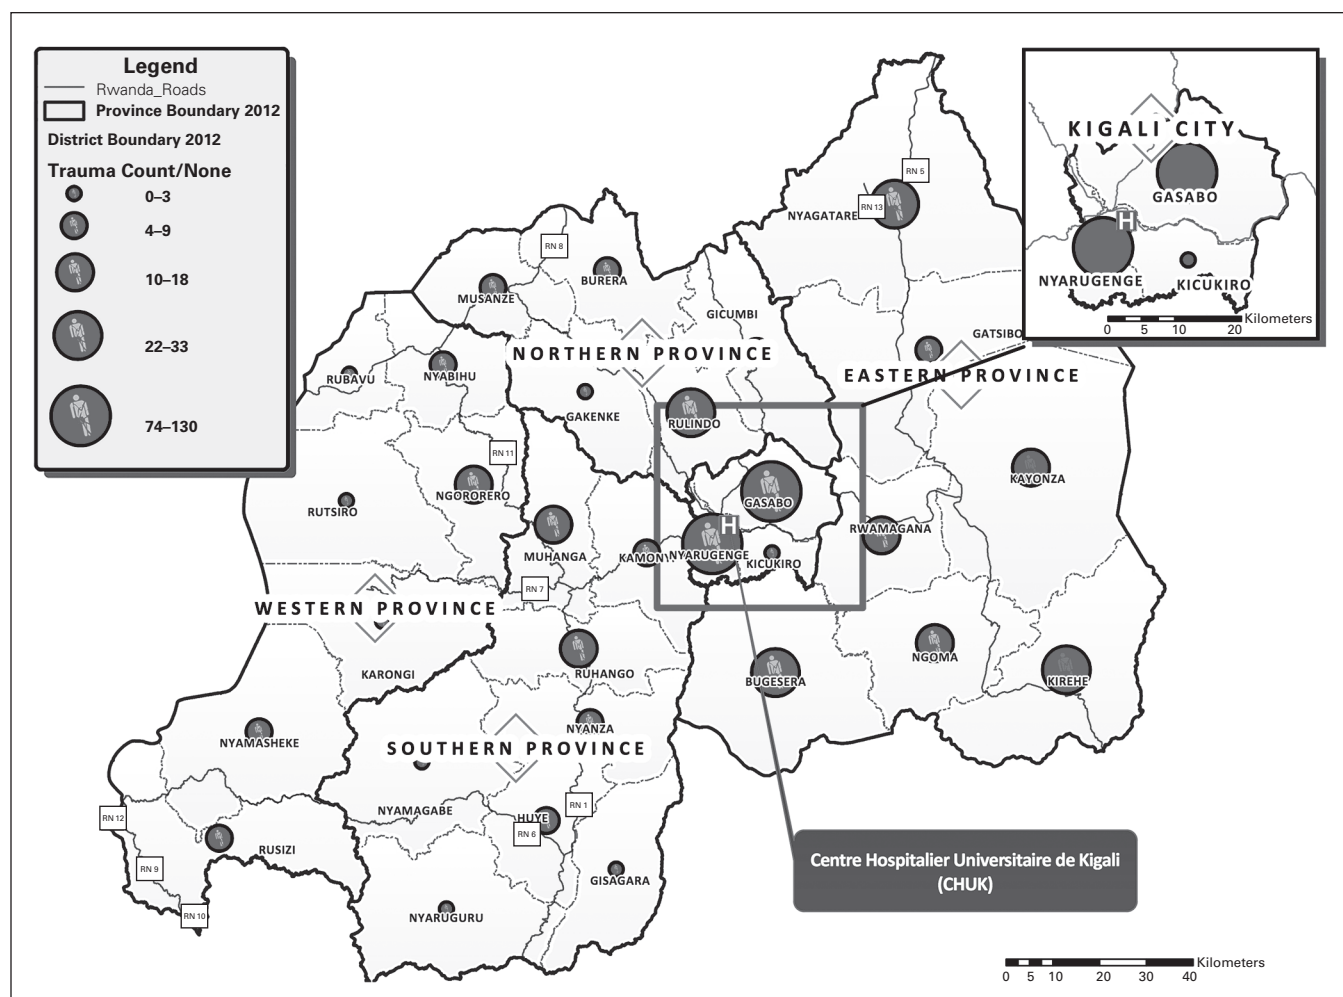 Legend
Rwanda_Roads
Province Boundary 2012
District Boundary 2012
Trauma Count/None
0–3
4–9
10–18
22–33
74–130
KIGALI CITY
GASABO
H
NYARUGENGE
KICUKIRO
0 5 10 20 Kilometers
RN 5
NYAGATARE
RN 13
RN 8
BURERA
MUSANZE
GICUMBI
GATSIBO
NORTHERN PROVINCE
EASTERN PROVINCE
RUBAVU
NYABIHU
GAKENKE
RULINDO
RN 11
KAYONZA
NGORORERO
GASABO
RUTSIRO
H
RWAMAGANA
MUHANGA
KAMON
NYARUGENGE
KICUKIRO
RN 7
WESTERN PROVINCE
NGOMA
KARONGI
RUHANGO
BUGESERA
KIREHE
NYANZA
NYAMASHEKE
SOUTHERN PROVINCE
RN 1
NYAMAGABE
HUYE
RN 12
RN 6
RUSIZI
RN 9
GISAGARA
NYARUGURU
RN 10
Centre Hospitalier Universitaire de Kigali
(CHUK)
0 5 10 20 30 40 Kilometers